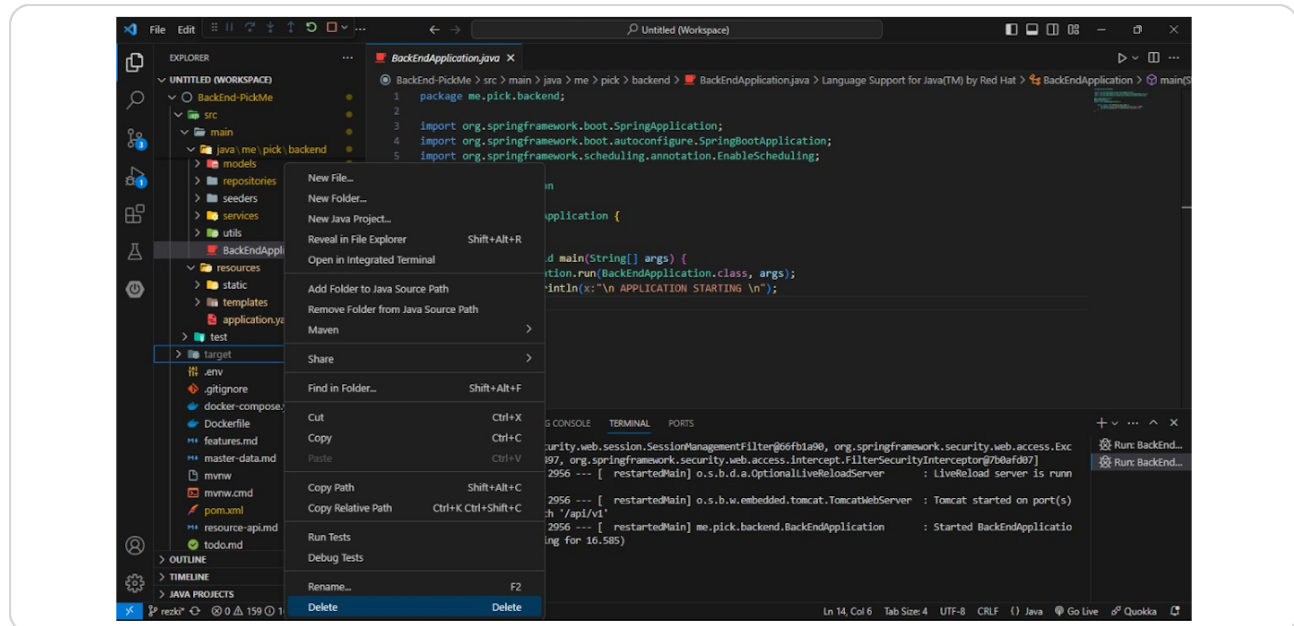 File Edit ...
Untitled (Workspace)
EXPLORER ...
UNTITLED (WORKSPACE)
BackEnd-PickMe
src
main
java\me\pick\backend
models
repositories
seeders
services
utils
BackEndAppli
resources
static
templates
application.ya
test
target
.env
.gitignore
docker-compose.
Dockerfile
features.md
master-data.md
mvnw
mvnw.cmd
pom.xml
resource-api.md
todo.md
OUTLINE
TIMELINE
JAVA PROJECTS
New File...
New Folder...
New Java Project...
Reveal in File Explorer Shift+Alt+R
Open in Integrated Terminal
Add Folder to Java Source Path
Remove Folder from Java Source Path
Maven
Share
Find in Folder... Shift+Alt+F
Cut Ctrl+X
Copy Ctrl+C
Paste Ctrl+V
Copy Path Shift+Alt+C
Copy Relative Path Ctrl+K Ctrl+Shift+C
Run Tests
Debug Tests
Rename... F2
Delete Delete
BackEndApplication.java
BackEnd-PickMe > src > main > java > me > pick > backend > BackEndApplication.java > Language Support for Java(TM) by Red Hat > BackEndApplication > main(S
1 package me.pick.backend;
2
3 import org.springframework.boot.SpringApplication;
4 import org.springframework.boot.autoconfigure.SpringBootApplication;
5 import org.springframework.scheduling.annotation.EnableScheduling;
on
Application {
d main(String[] args) {
tion.run(BackEndApplication.class, args);
rintln(x:"\n APPLICATION STARTING \n");
G CONSOLE TERMINAL PORTS
curity.web.session.SessionManagementFilter@66fb1a90, org.springframework.security.web.access.Exc
097, org.springframework.security.web.access.intercept.FilterSecurityInterceptor@7b0afd07]
2956 --- [ restartedMain] o.s.b.d.a.OptionalLiveReloadServer : LiveReload server is runn
2956 --- [ restartedMain] o.s.b.w.embedded.tomcat.TomcatWebServer : Tomcat started on port(s)
th '/api/v1'
2956 --- [ restartedMain] me.pick.backend.BackEndApplication : Started BackEndApplicatio
ing for 16.585)
Run: BackEnd...
Run: BackEnd...
rezki* 0 159 1
Ln 14, Col 6 Tab Size: 4 UTF-8 CRLF {} Java Go Live Quokka